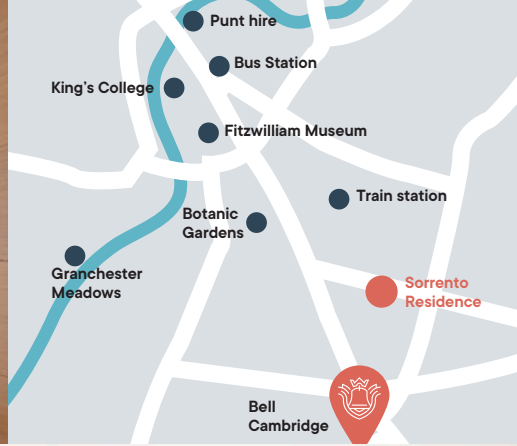 Punt hire
Bus Station
King's College
Fitzwilliam Museum
Train station
Botanic
Gardens
Granchester
Meadows
Sorrento
Residence
Bell
Cambridge